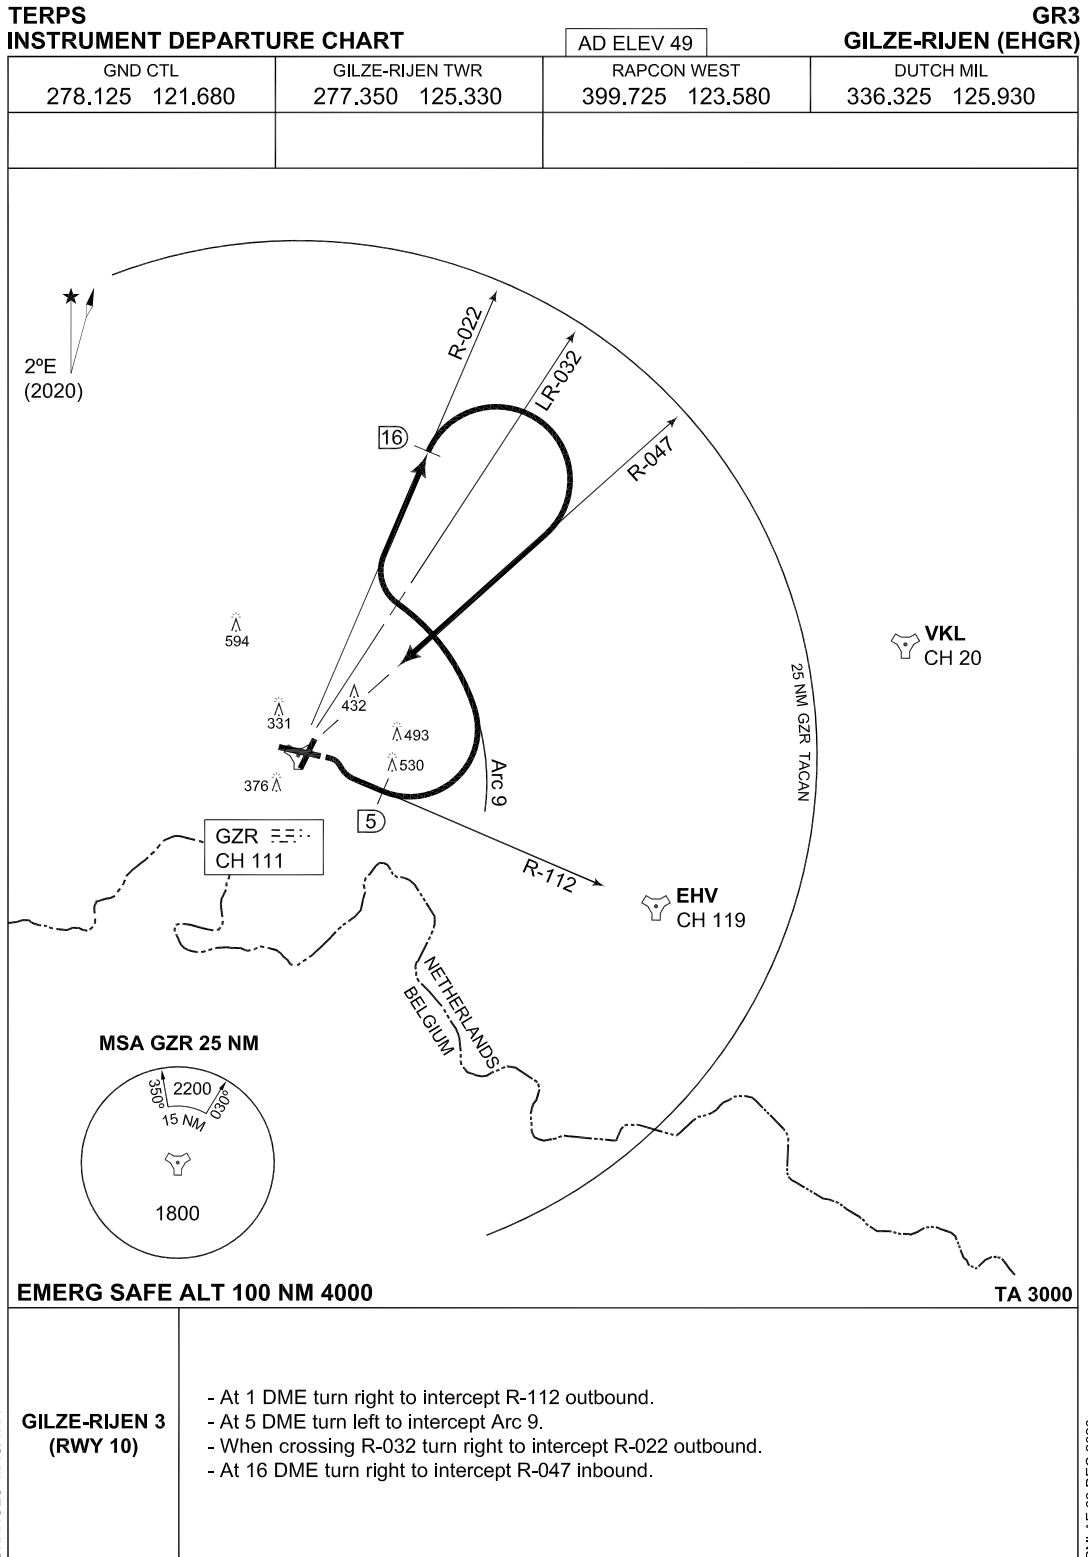 TERPS
INSTRUMENT DEPARTURE CHART
AD ELEV 49
GR3
GILZE-RIJEN (EHGR)
GND CTL
278.125 121.680
GILZE-RIJEN TWR
277.350 125.330
RAPCON WEST
399.725 123.580
DUTCH MIL
336.325 125.930
2ºE
(2020)
R-022
LR-032
R-047
16
594
331
432
493
530
376
5
Arc 9
R-112
25 NM GZR TACAN
VKL
CH 20
GZR
CH 111
EHV
CH 119
NETHERLANDS
BELGIUM
MSA GZR 25 NM
350º
2200
030º
15 NM
1800
EMERG SAFE ALT 100 NM 4000
TA 3000
GILZE-RIJEN 3
(RWY 10)
- At 1 DME turn right to intercept R-112 outbound.
- At 5 DME turn left to intercept Arc 9.
- When crossing R-032 turn right to intercept R-022 outbound.
- At 16 DME turn right to intercept R-047 inbound.